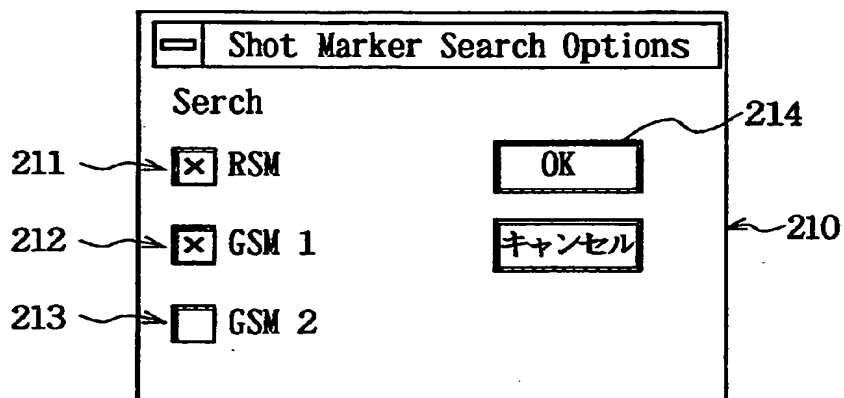 Shot Marker Search Options
Serch
214
211 RSM OK
212 GSM 1 キャンセル 210
213 GSM 2